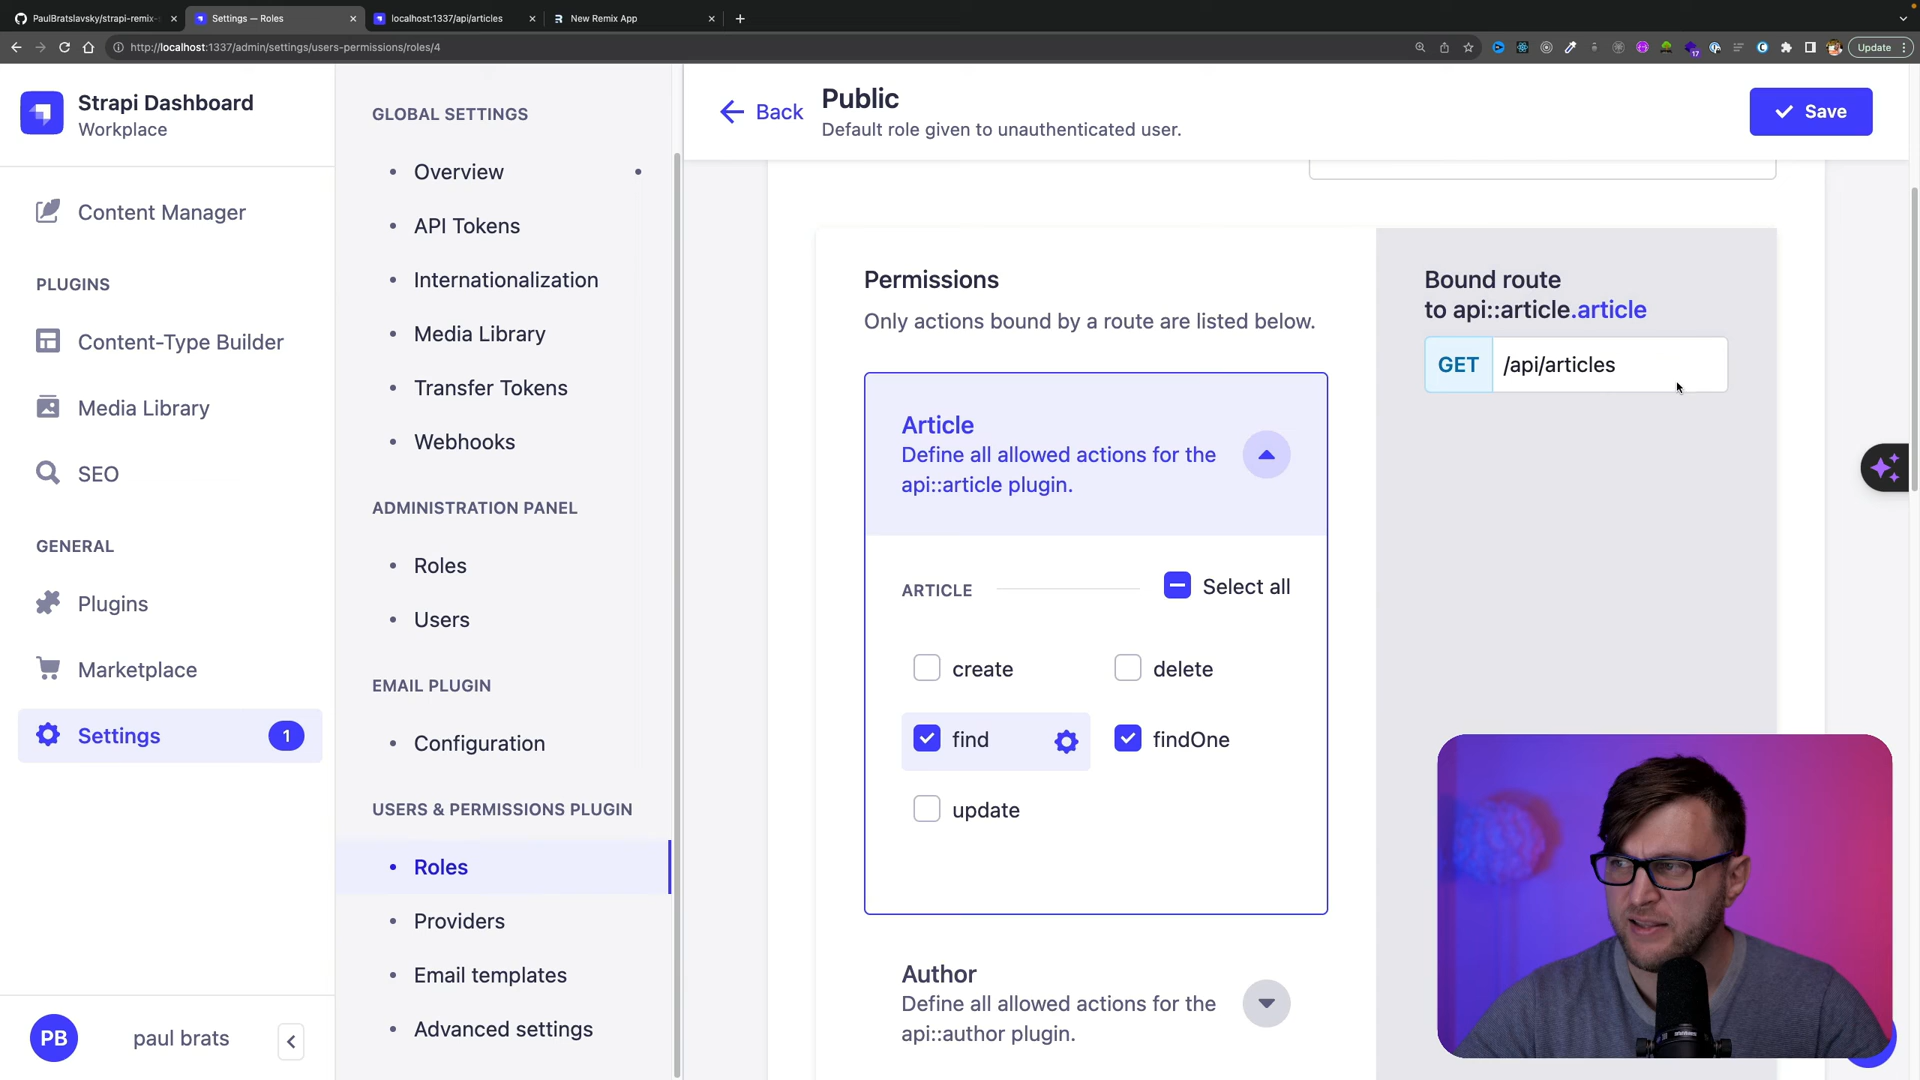 PaulBratslavsky/strapi-remix-
Settings — Roles
localhost:1337/api/articles
New Remix App
http://localhost:1337/admin/settings/users-permissions/roles/4
17
Update
Strapi Dashboard
Workplace
Content Manager
PLUGINS
Content-Type Builder
Media Library
SEO
GENERAL
Plugins
Marketplace
Settings
1
PB
paul brats
GLOBAL SETTINGS
Overview
API Tokens
Internationalization
Media Library
Transfer Tokens
Webhooks
ADMINISTRATION PANEL
Roles
Users
EMAIL PLUGIN
Configuration
USERS & PERMISSIONS PLUGIN
Roles
Providers
Email templates
Advanced settings
Back
Public
Default role given to unauthenticated user.
Save
Permissions
Only actions bound by a route are listed below.
Article
Define all allowed actions for the
api::article plugin.
ARTICLE
Select all
create
delete
find
findOne
update
Author
Define all allowed actions for the
api::author plugin.
Bound route
to api::article.article
GET /api/articles